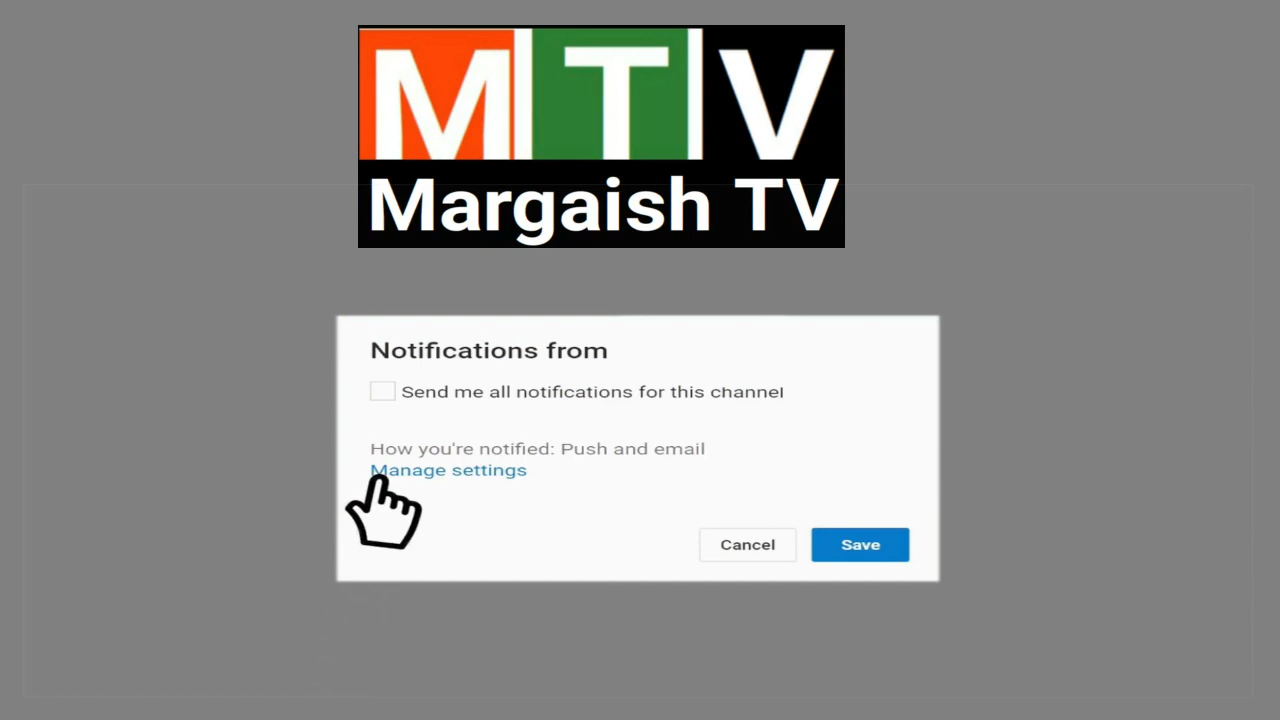 MTV
Margaish TV
Notifications from
Send me all notifications for this channel
How you're notified: Push and email
Manage settings
Cancel Save